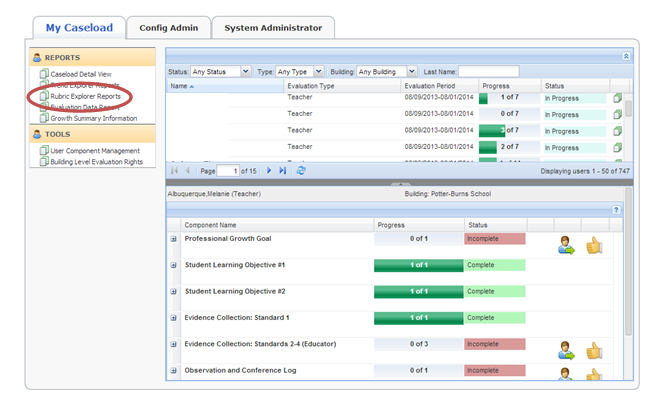 My Caseload Config Admin System Administrator
REPORTS
Caseload Detail View
Trend Explorer Reports
Rubric Explorer Reports
Evaluation Data Report
Growth Summary Information
TOOLS
User Component Management
Building Level Evaluation Rights
Status: Any Status Type: Any Type Building: Any Building Last Name:
Name Evaluation Type Evaluation Period Progress Status
Teacher 08/09/2013-08/01/2014 1 of 7 In Progress
Teacher 08/09/2013-08/01/2014 0 of 7 In Progress
Teacher 08/09/2013-08/01/2014 3 of 7 In Progress
Teacher 08/09/2013-08/01/2014 2 of 7 In Progress
Page 1 of 15 Displaying users 1 - 50 of 747
Albuquerque,Melanie (Teacher) Building: Potter-Burns School
Component Name Progress Status
Professional Growth Goal 0 of 1 Incomplete
Student Learning Objective #1 1 of 1 Complete
Student Learning Objective #2 1 of 1 Complete
Evidence Collection: Standard 1 1 of 1 Complete
Evidence Collection: Standards 2-4 (Educator) 0 of 3 Incomplete
Observation and Conference Log 0 of 1 Incomplete